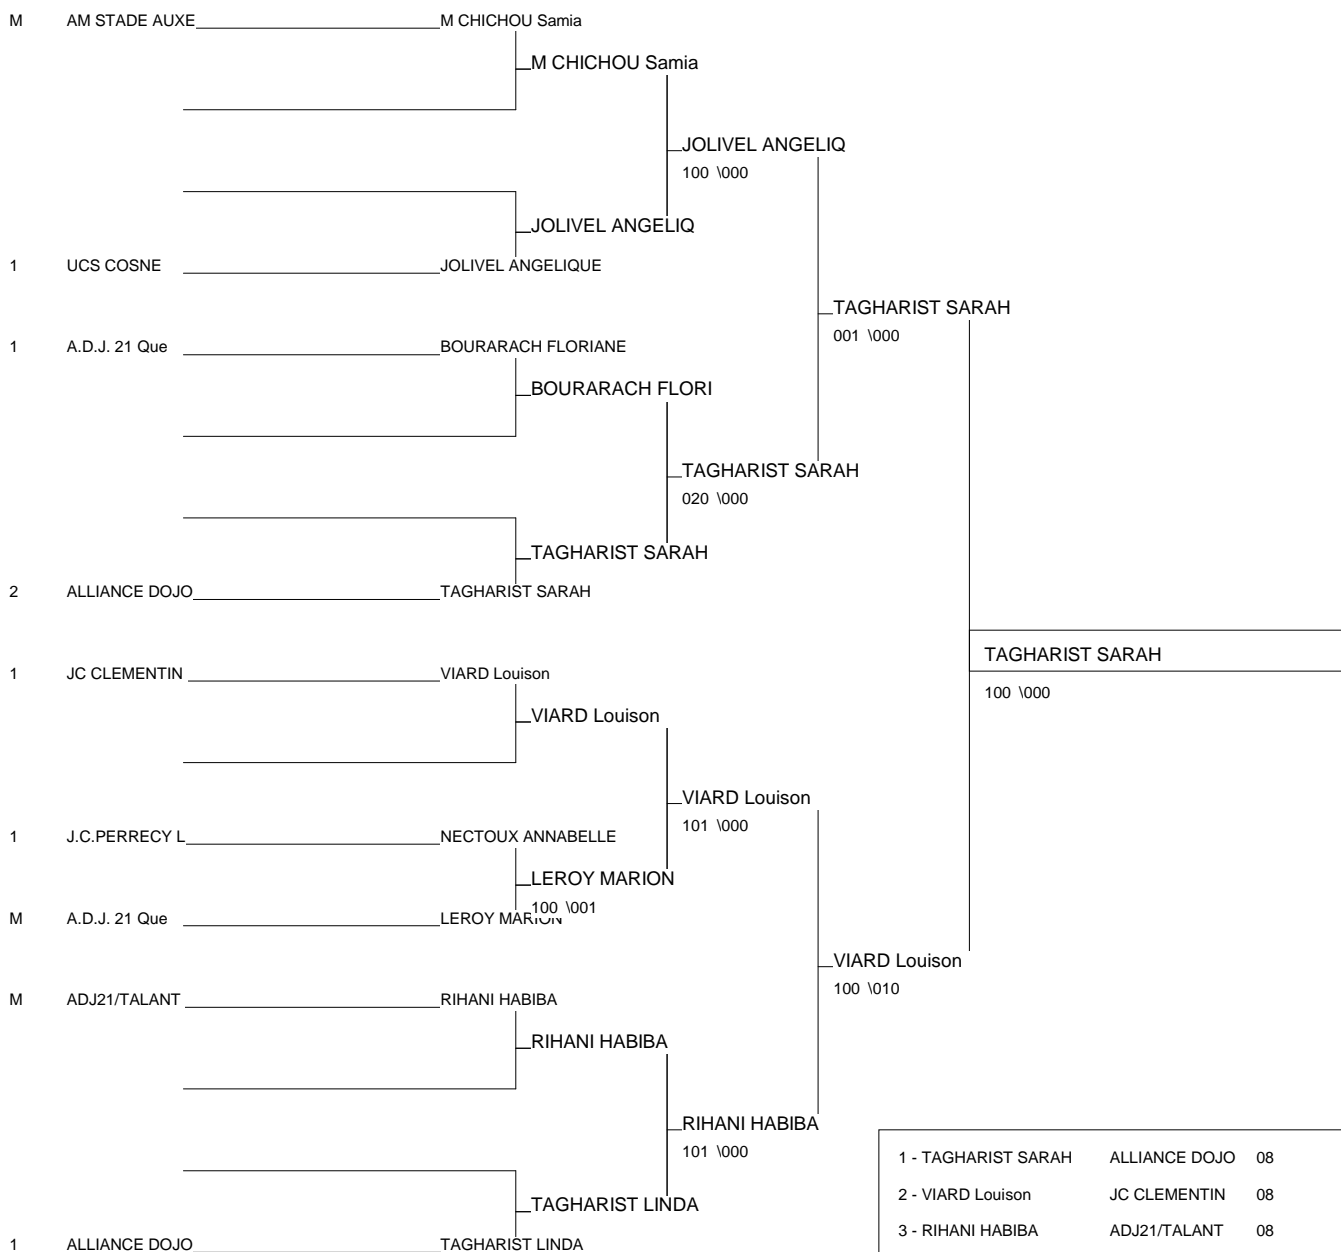 M AM STADE AUXE M CHICHOU Samia
M CHICHOU Samia
JOLIVEL ANGELIQ
100 \000
JOLIVEL ANGELIQ
1 UCS COSNE JOLIVEL ANGELIQUE
TAGHARIST SARAH
001 \000
1 A.D.J. 21 Que BOURARACH FLORIANE
BOURARACH FLORI
TAGHARIST SARAH
020 \000
TAGHARIST SARAH
2 ALLIANCE DOJO TAGHARIST SARAH
TAGHARIST SARAH
100 \000
1 JC CLEMENTIN VIARD Louison
VIARD Louison
VIARD Louison
101 \000
1 J.C.PERRECY L NECTOUX ANNABELLE
LEROY MARION
100 \001
M A.D.J. 21 Que LEROY MARION
VIARD Louison
100 \010
M ADJ21/TALANT RIHANI HABIBA
RIHANI HABIBA
RIHANI HABIBA
101 \000
TAGHARIST LINDA
1 ALLIANCE DOJO TAGHARIST LINDA
1 - TAGHARIST SARAH ALLIANCE DOJO 08
2 - VIARD Louison JC CLEMENTIN 08
3 - RIHANI HABIBA ADJ21/TALANT 08